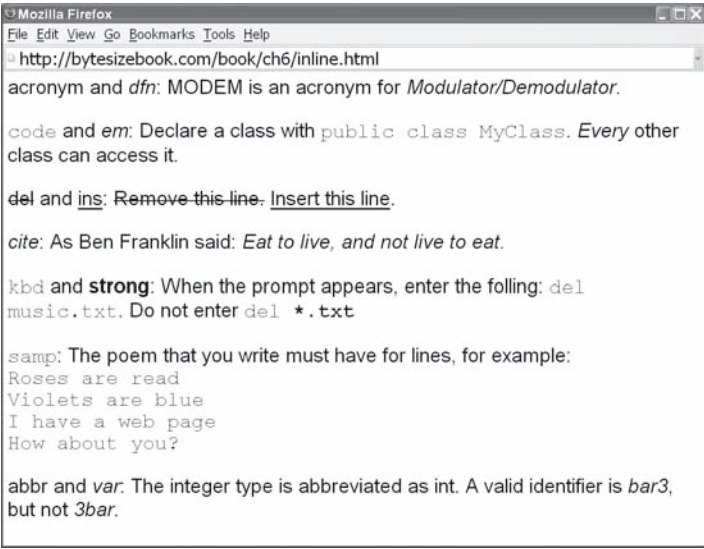 Mozilla Firefox
File Edit View Go Bookmarks Tools Help
http://bytesizebook.com/book/ch6/inline.html
acronym and dfn: MODEM is an acronym for Modulator/Demodulator.
code and em: Declare a class with public class MyClass. Every other
class can access it.
del and ins: Remove this line. Insert this line.
cite: As Ben Franklin said: Eat to live, and not live to eat.
kbd and strong: When the prompt appears, enter the folling: del
music.txt. Do not enter del *.txt
samp: The poem that you write must have for lines, for example:
Roses are read
Violets are blue
I have a web page
How about you?
abbr and var: The integer type is abbreviated as int. A valid identifier is bar3,
but not 3bar.